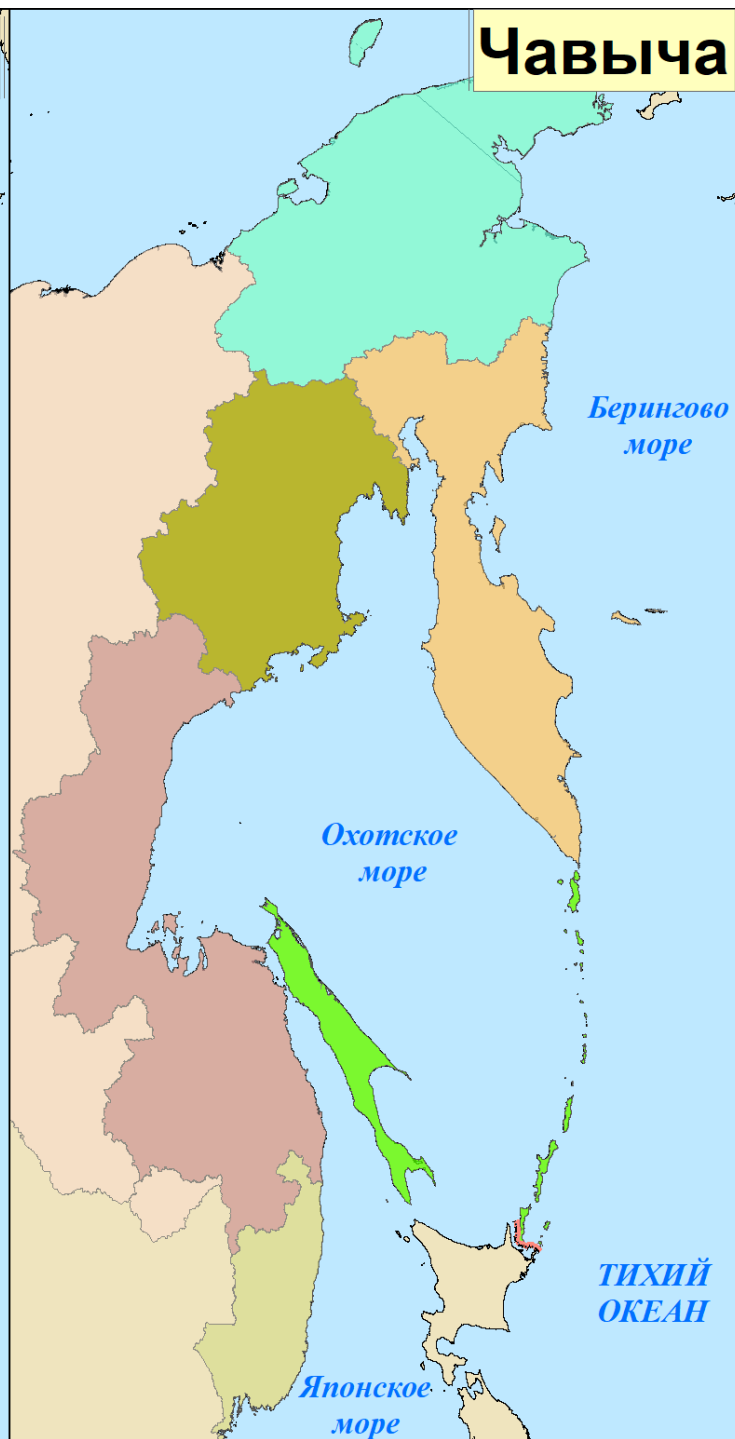 Чавыча
Берингово
море
Охотское
море
ТИХИЙ
ОКЕАН
Японское
море